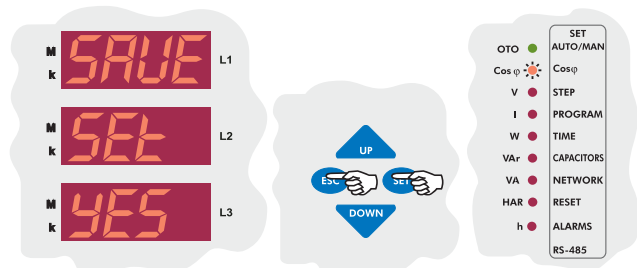 M
k
SAVE
L1
M
k
SEt
L2
M
k
YES
L3
UP
ESC
SET
DOWN
SET
OTO AUTO/MAN
Cos φ Cosφ
V STEP
I PROGRAM
W TIME
VAr CAPACITORS
VA NETWORK
HAR RESET
h ALARMS
RS-485